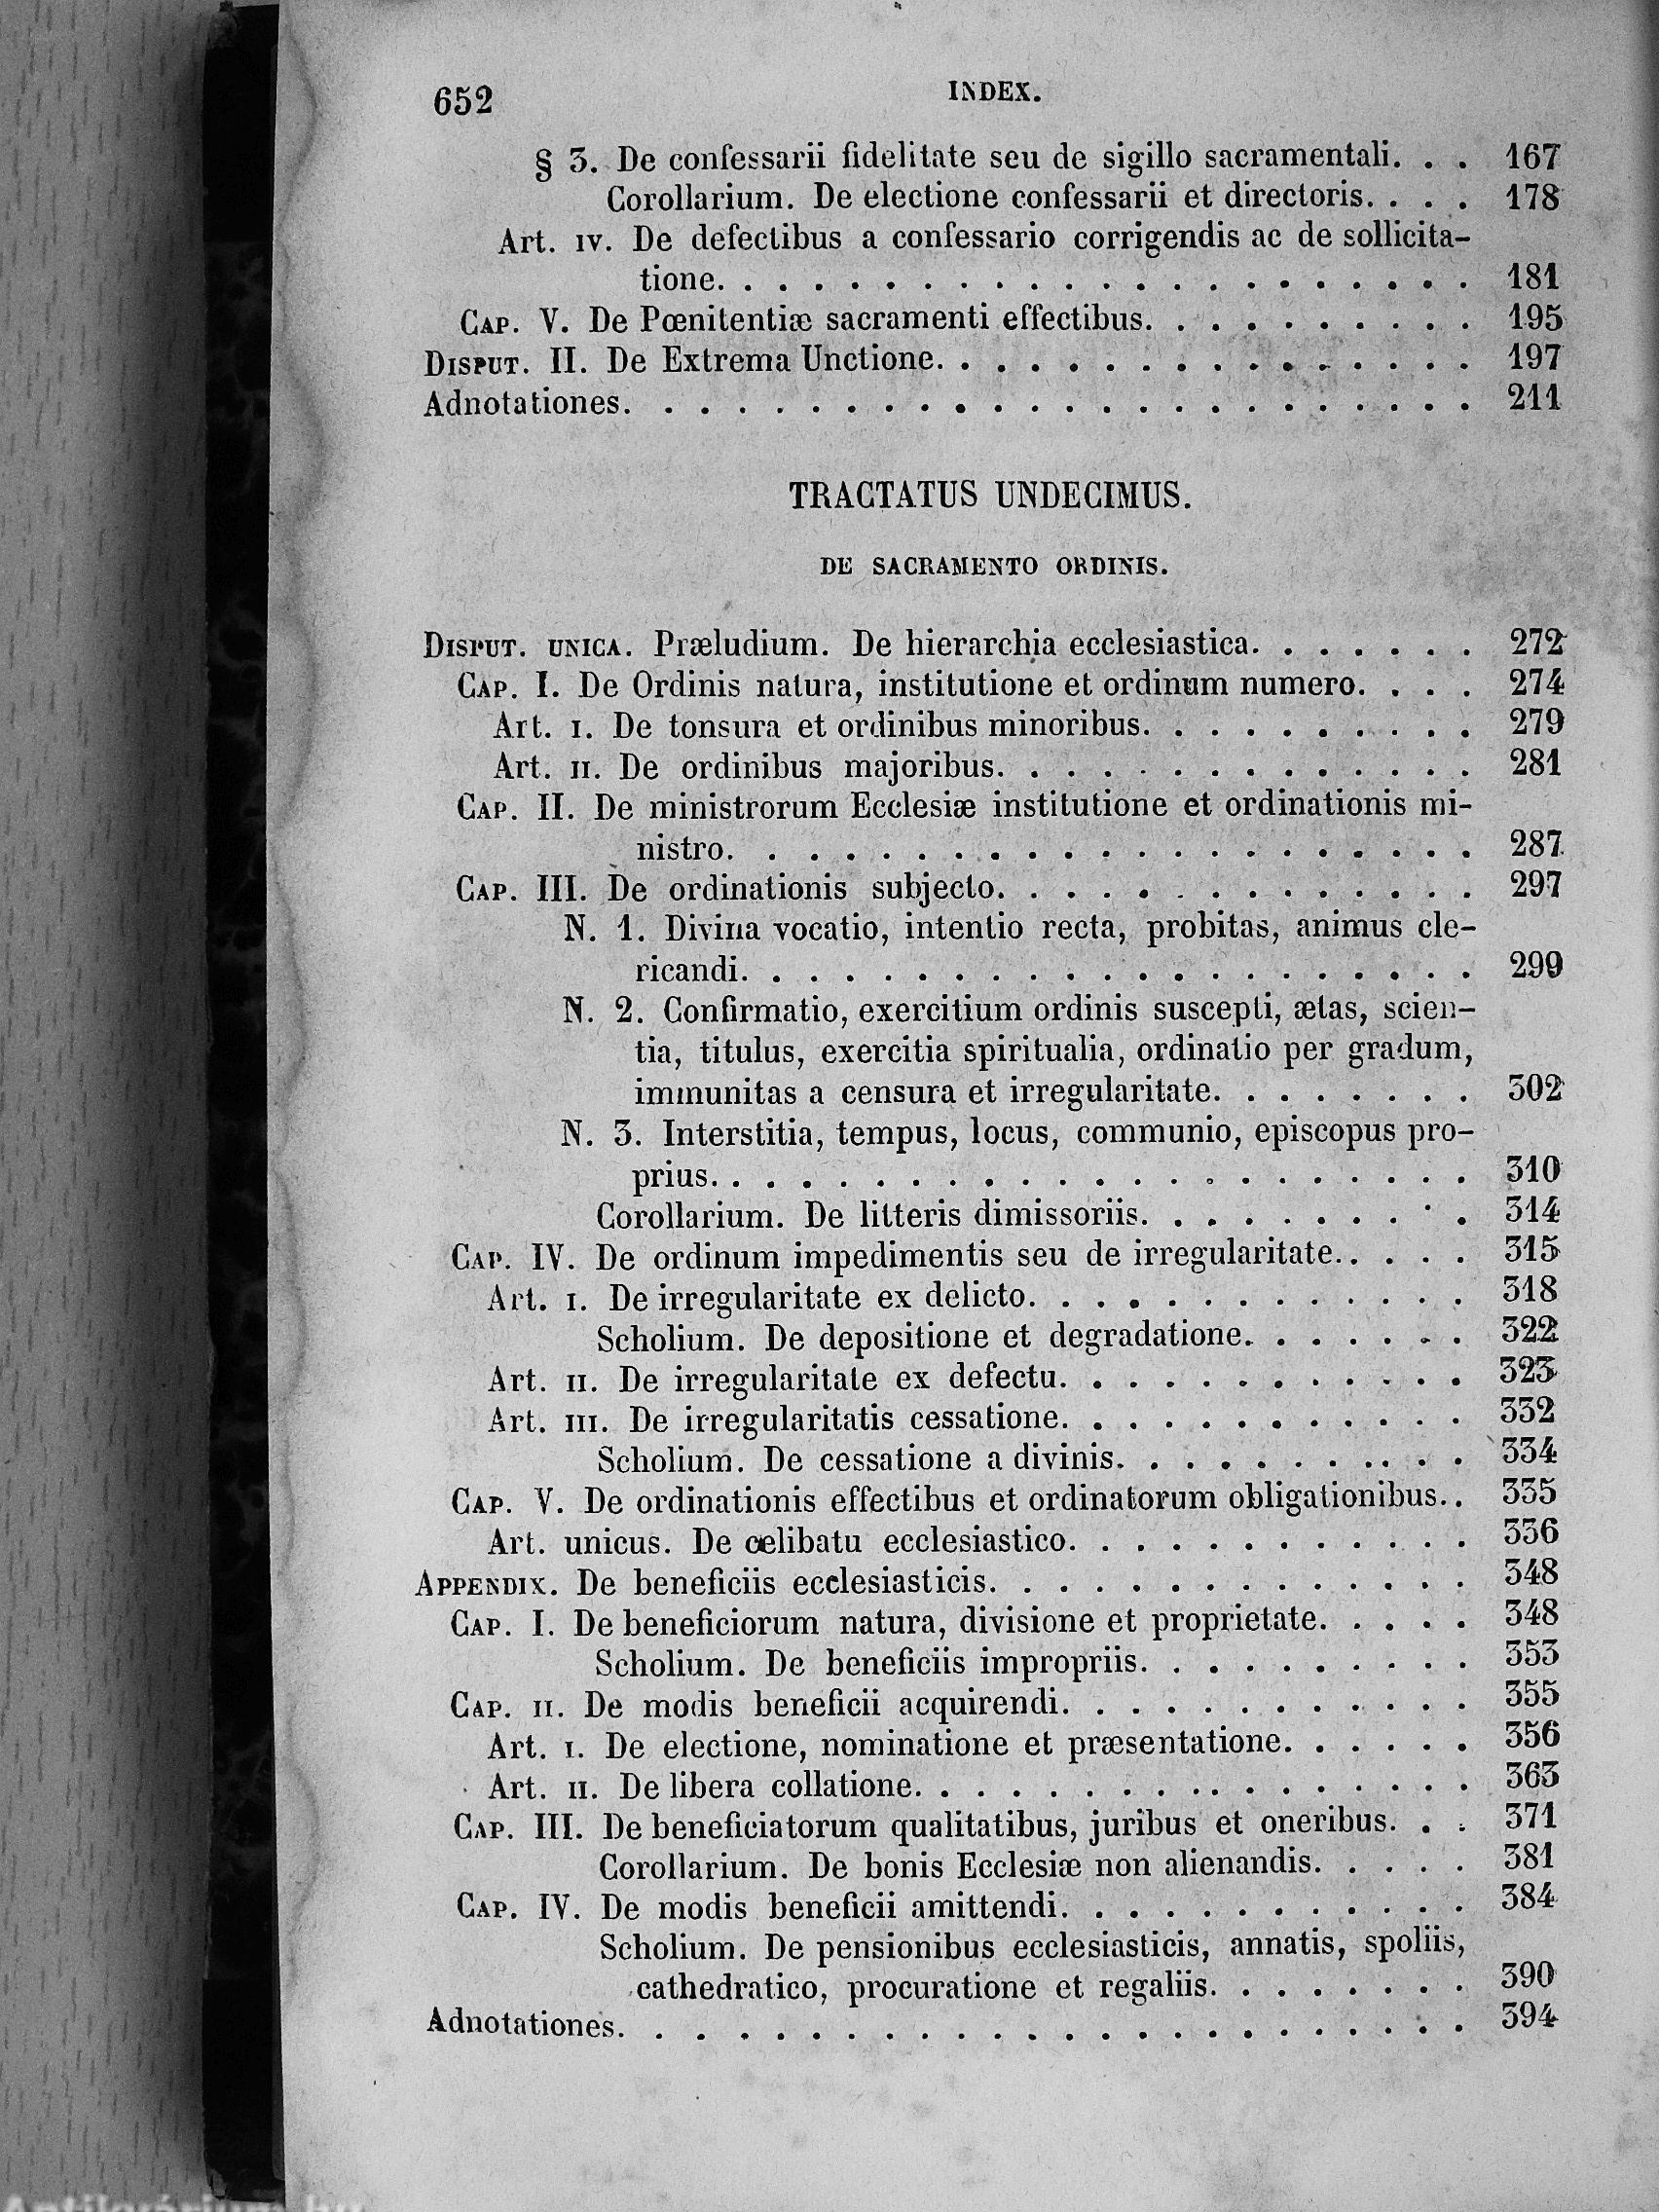 652 INDEX.
§ 3. De confessarii fidelitate seu de sigillo sacramentali. . . 167
Corollarium. De electione confessarii et directoris. . . . 178
Art. IV. De defectibus a confessario corrigendis ac de sollicita-
tione. . . . . . . . . . . . . . . . . . . . . 181
CAP. V. De Pœnitentiæ sacramenti effectibus. . . . . . . . . . 195
DISPUT. II. De Extrema Unctione. . . . . . . . . . . . . . . . 197
Adnotationes. . . . . . . . . . . . . . . . . . . . . . . . 211
TRACTATUS UNDECIMUS.
DE SACRAMENTO ORDINIS.
DISPUT. UNICA. Præludium. De hierarchia ecclesiastica. . . . . . . 272
CAP. I. De Ordinis natura, institutione et ordinum numero. . . . 274
Art. I. De tonsura et ordinibus minoribus. . . . . . . . . . 279
Art. II. De ordinibus majoribus. . . . . . . . . . . . . . 281
CAP. II. De ministrorum Ecclesiæ institutione et ordinationis mi-
nistro. . . . . . . . . . . . . . . . . . . . . 287
CAP. III. De ordinationis subjecto. . . . . . . . . . . . . . 297
N. 1. Divina vocatio, intentio recta, probitas, animus cle-
ricandi. . . . . . . . . . . . . . . . . . . . . 299
N. 2. Confirmatio, exercitium ordinis suscepti, ætas, scien-
tia, titulus, exercitia spiritualia, ordinatio per gradum,
immunitas a censura et irregularitate. . . . . . . . 302
N. 3. Interstitia, tempus, locus, communio, episcopus pro-
prius. . . . . . . . . . . . . . . . . . . . . . 310
Corollarium. De litteris dimissoriis. . . . . . . . . . 314
CAP. IV. De ordinum impedimentis seu de irregularitate. . . . . 315
Art. I. De irregularitate ex delicto. . . . . . . . . . . . . 318
Scholium. De depositione et degradatione. . . . . . . 322
Art. II. De irregularitate ex defectu. . . . . . . . . . . . 323
Art. III. De irregularitatis cessatione. . . . . . . . . . . . 332
Scholium. De cessatione a divinis. . . . . . . . . . . 334
CAP. V. De ordinationis effectibus et ordinatorum obligationibus. . 335
Art. unicus. De cœlibatu ecclesiastico. . . . . . . . . . . . 336
APPENDIX. De beneficiis ecclesiasticis. . . . . . . . . . . . . . 348
CAP. I. De beneficiorum natura, divisione et proprietate. . . . . 348
Scholium. De beneficiis impropriis. . . . . . . . . . 353
CAP. II. De modis beneficii acquirendi. . . . . . . . . . . . 355
Art. I. De electione, nominatione et præsentatione. . . . . . 356
Art. II. De libera collatione. . . . . . . . . . . . . . . . 363
CAP. III. De beneficiatorum qualitatibus, juribus et oneribus. . . 371
Corollarium. De bonis Ecclesiæ non alienandis. . . . . 381
CAP. IV. De modis beneficii amittendi. . . . . . . . . . . . 384
Scholium. De pensionibus ecclesiasticis, annatis, spoliis,
cathedratico, procuratione et regaliis. . . . . . . . 390
Adnotationes. . . . . . . . . . . . . . . . . . . . . . . . 394